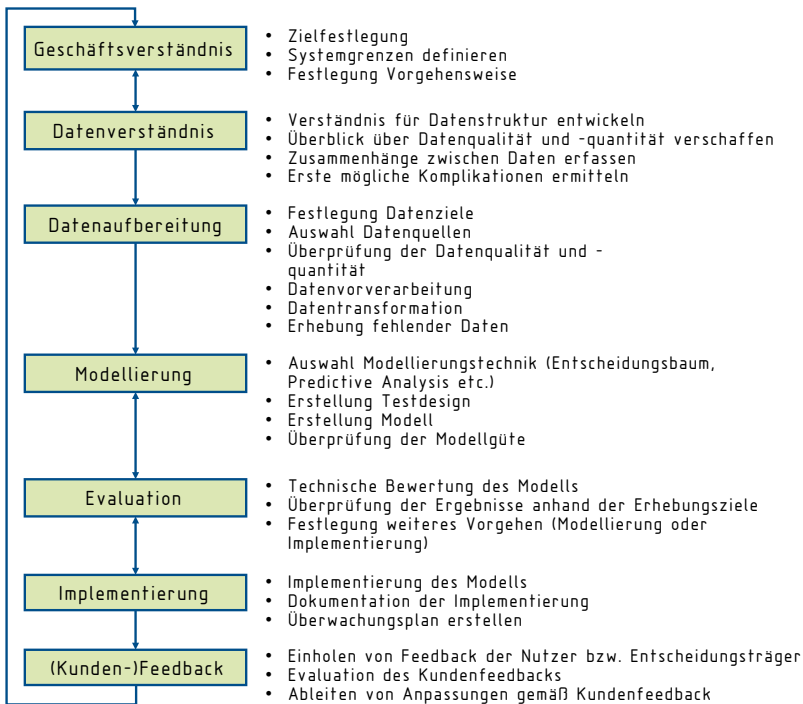 Geschäftsverständnis
• Zielfestlegung
• Systemgrenzen definieren
• Festlegung Vorgehensweise
Datenverständnis
• Verständnis für Datenstruktur entwickeln
• Überblick über Datenqualität und -quantität verschaffen
• Zusammenhänge zwischen Daten erfassen
• Erste mögliche Komplikationen ermitteln
Datenaufbereitung
• Festlegung Datenziele
• Auswahl Datenquellen
• Überprüfung der Datenqualität und -
quantität
• Datenvorverarbeitung
• Datentransformation
• Erhebung fehlender Daten
Modellierung
• Auswahl Modellierungstechnik (Entscheidungsbaum,
Predictive Analysis etc.)
• Erstellung Testdesign
• Erstellung Modell
• Überprüfung der Modellgüte
Evaluation
• Technische Bewertung des Modells
• Überprüfung der Ergebnisse anhand der Erhebungsziele
• Festlegung weiteres Vorgehen (Modellierung oder
Implementierung)
Implementierung
• Implementierung des Modells
• Dokumentation der Implementierung
• Überwachungsplan erstellen
(Kunden-)Feedback
• Einholen von Feedback der Nutzer bzw. Entscheidungsträger
• Evaluation des Kundenfeedbacks
• Ableiten von Anpassungen gemäß Kundenfeedback